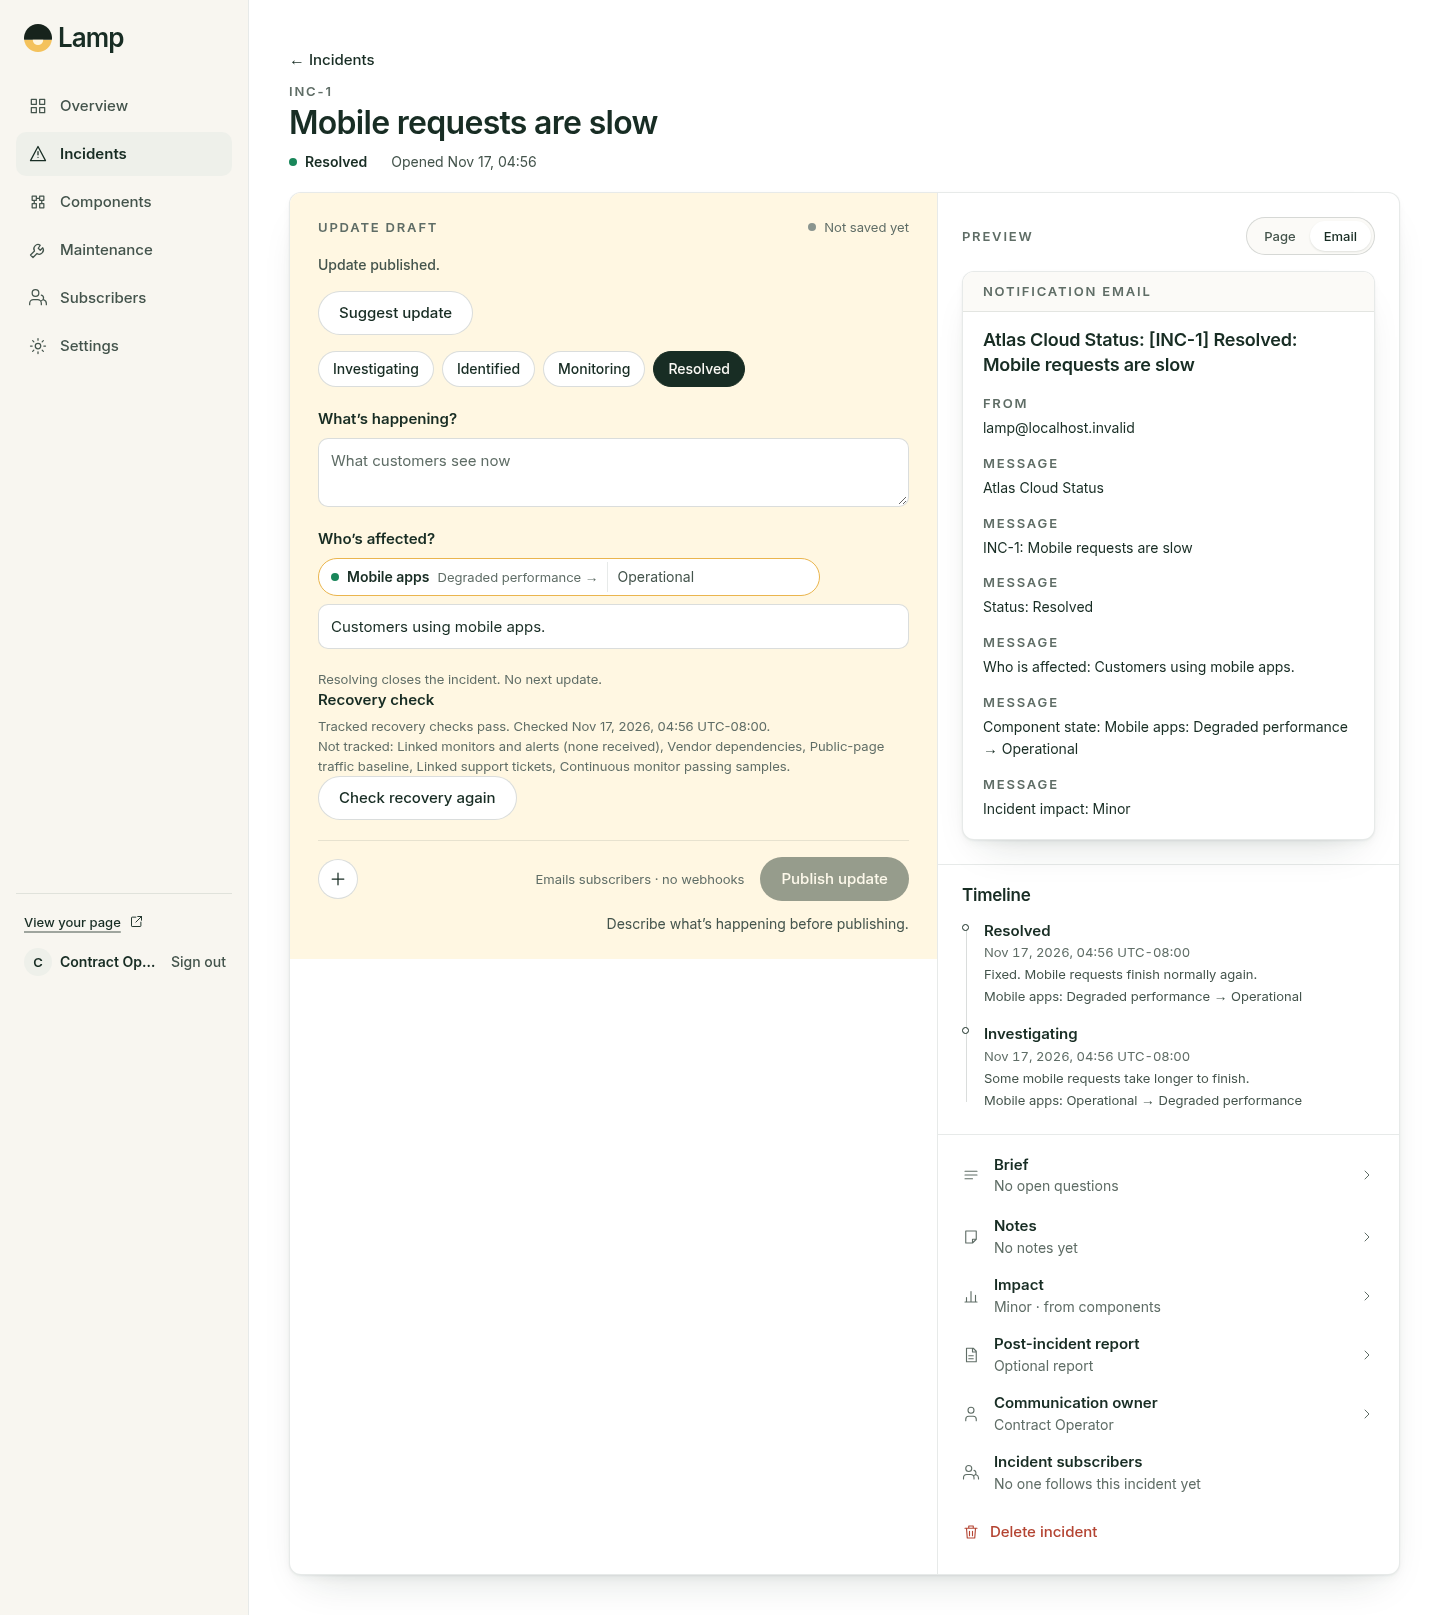 Lamp
Overview
Incidents
Components
Maintenance
Subscribers
Settings
View your page
C
Contract Op...
Sign out
← Incidents
INC-1
Mobile requests are slow
Resolved
Opened Nov 17, 04:56
UPDATE DRAFT
Not saved yet
Update published.
Suggest update
Investigating
Identified
Monitoring
Resolved
What's happening?
What customers see now
Who's affected?
Mobile apps Degraded performance → Operational
Customers using mobile apps.
Resolving closes the incident. No next update.
Recovery check
Tracked recovery checks pass. Checked Nov 17, 2026, 04:56 UTC-08:00.
Not tracked: Linked monitors and alerts (none received), Vendor dependencies, Public-page
traffic baseline, Linked support tickets, Continuous monitor passing samples.
Check recovery again
Emails subscribers · no webhooks
Publish update
Describe what's happening before publishing.
PREVIEW
Page
Email
NOTIFICATION EMAIL
Atlas Cloud Status: [INC-1] Resolved:
Mobile requests are slow
FROM
lamp@localhost.invalid
MESSAGE
Atlas Cloud Status
MESSAGE
INC-1: Mobile requests are slow
MESSAGE
Status: Resolved
MESSAGE
Who is affected: Customers using mobile apps.
MESSAGE
Component state: Mobile apps: Degraded performance
→ Operational
MESSAGE
Incident impact: Minor
Timeline
Resolved
Nov 17, 2026, 04:56 UTC-08:00
Fixed. Mobile requests finish normally again.
Mobile apps: Degraded performance → Operational
Investigating
Nov 17, 2026, 04:56 UTC-08:00
Some mobile requests take longer to finish.
Mobile apps: Operational → Degraded performance
Brief
No open questions
Notes
No notes yet
Impact
Minor · from components
Post-incident report
Optional report
Communication owner
Contract Operator
Incident subscribers
No one follows this incident yet
Delete incident